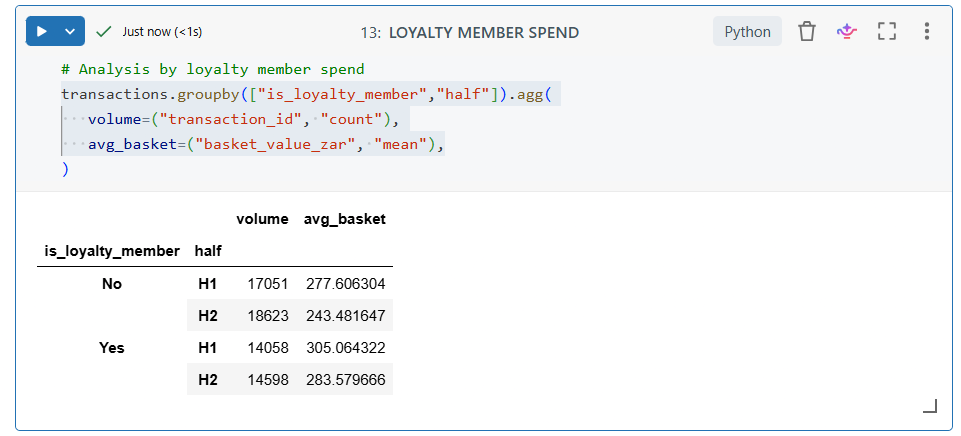 Just now (<1s) 13: LOYALTY MEMBER SPEND Python
# Analysis by loyalty member spend
transactions.groupby(["is_loyalty_member","half"]).agg(
volume=("transaction_id", "count"),
avg_basket=("basket_value_zar", "mean"),
)
volume avg_basket
is_loyalty_member half
No H1 17051 277.606304
H2 18623 243.481647
Yes H1 14058 305.064322
H2 14598 283.579666